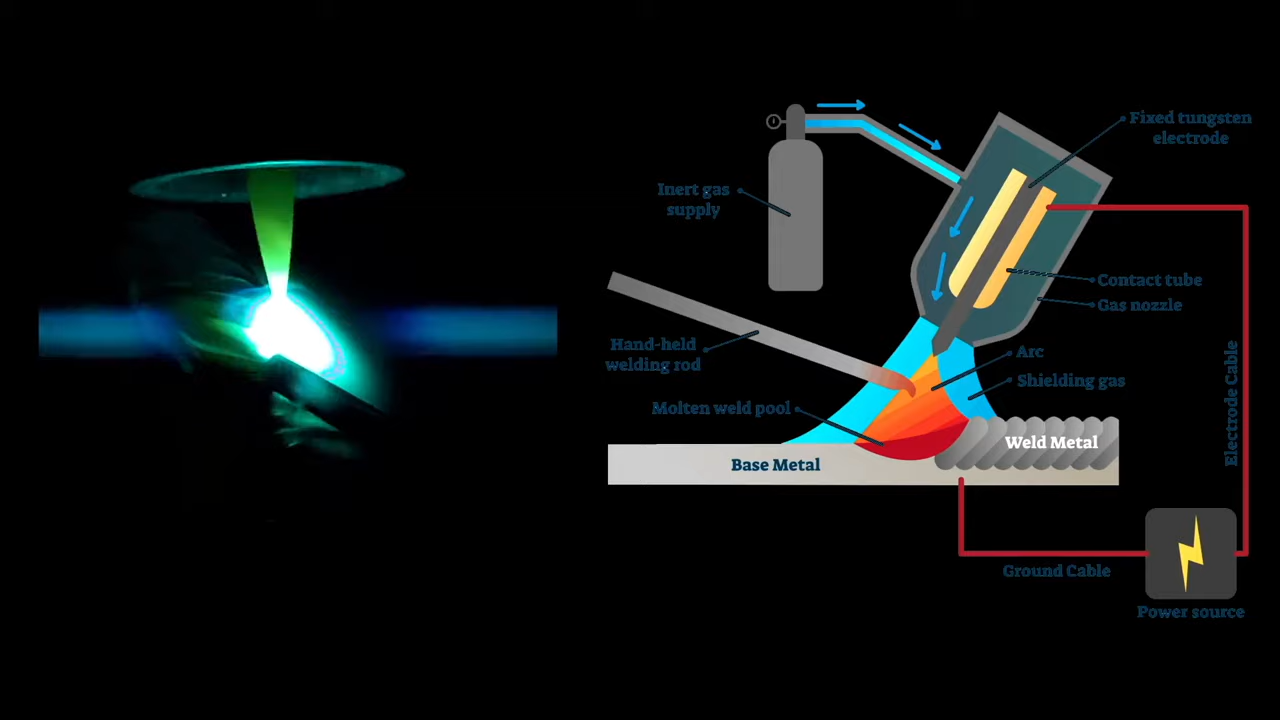 Fixed tungsten
electrode
Inert gas
supply
Contact tube
Gas nozzle
Hand-held
welding rod
Arc
Shielding gas
Molten weld pool
Electrode Cable
Weld Metal
Base Metal
Ground Cable
Power source